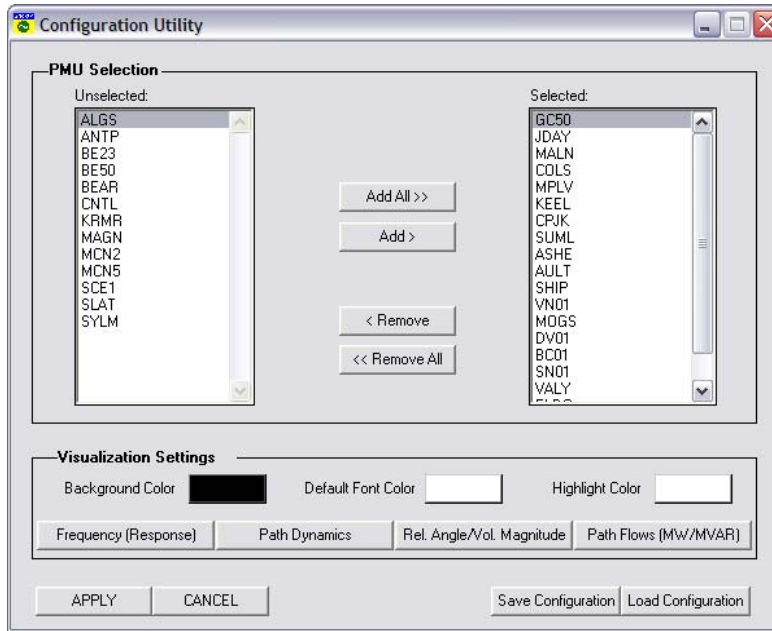 Configuration Utility
PMU Selection
Unselected:
ALGS
ANTP
BE23
BE50
BEAR
CNTL
KRMR
MAGN
MCN2
MCN5
SCE1
SLAT
SYLM
Add All >>
Add >
< Remove
<< Remove All
Selected:
GC50
JDAY
MALN
COLS
MPLV
KEEL
CPJK
SUML
ASHE
AULT
SHIP
VN01
MOGS
DV01
BC01
SN01
VALY
Visualization Settings
Background Color
Default Font Color
Highlight Color
Frequency (Response)
Path Dynamics
Rel. Angle/Vol. Magnitude
Path Flows (MW/MVAR)
APPLY
CANCEL
Save Configuration
Load Configuration